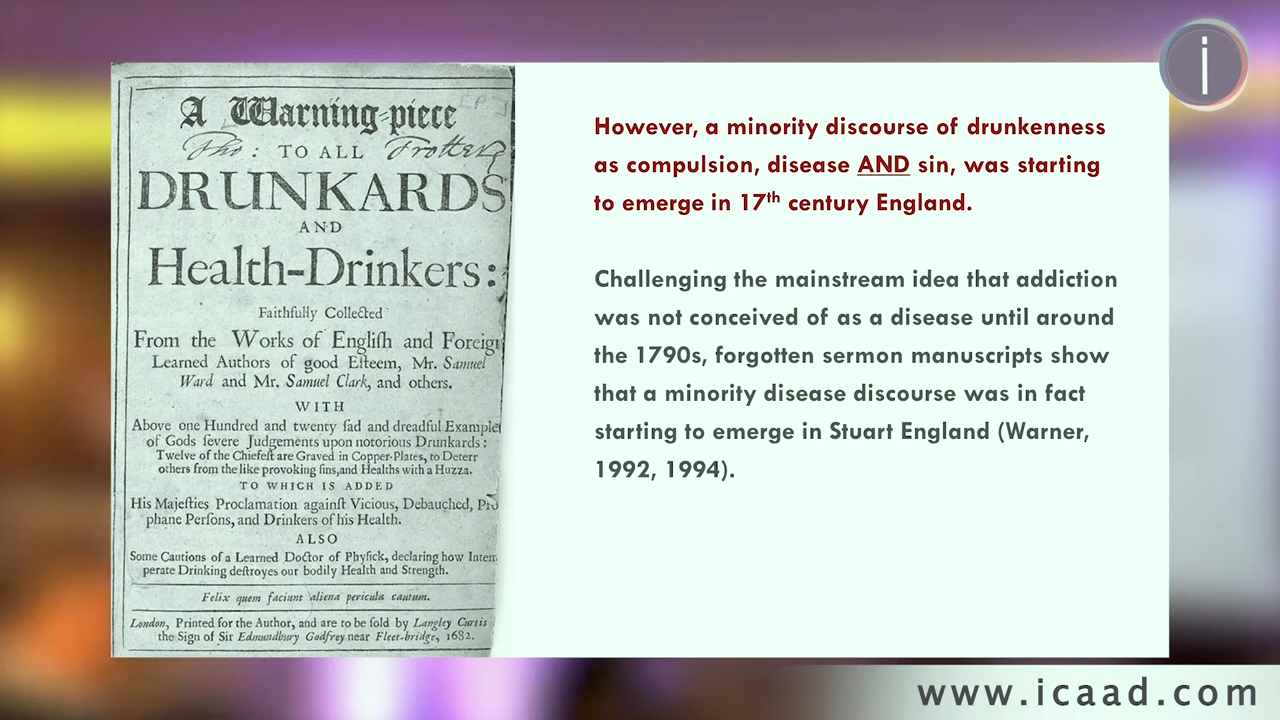 A Warning-piece
Tho: TO ALL Trotter
DRUNKARDS
AND
Health-Drinkers:
Faithfully Collected
From the Works of Engliſh and Foreign
Learned Authors of good Eſteem, Mr. Samuel
Ward and Mr. Samuel Clark, and others.
WITH
Above one Hundred and twenty ſad and dreadful Example
of Gods ſevere Judgements upon notorious Drunkards:
Twelve of the Chiefeſt are Graved in Copper-Plates, to Deterr
others from the like provoking ſins, and Healths with a Huzza.
TO WHICH IS ADDED
His Majeſties Proclamation againſt Vicious, Debauched, Pro
phane Perſons, and Drinkers of his Health.
ALSO
Some Cautions of a Learned Doctor of Phyſick, declaring how Intem
perate Drinking deſtroyes our bodily Health and Strength.
Felix quem faciunt aliena pericula cautum.
London, Printed for the Author, and are to be ſold by Langley Curtis
the Sign of Sir Edmundbury Godfrey near Fleet-bridge, 1682.
However, a minority discourse of drunkenness
as compulsion, disease AND sin, was starting
to emerge in 17th century England.
Challenging the mainstream idea that addiction
was not conceived of as a disease until around
the 1790s, forgotten sermon manuscripts show
that a minority disease discourse was in fact
starting to emerge in Stuart England (Warner,
1992, 1994).
i
www.icaad.com